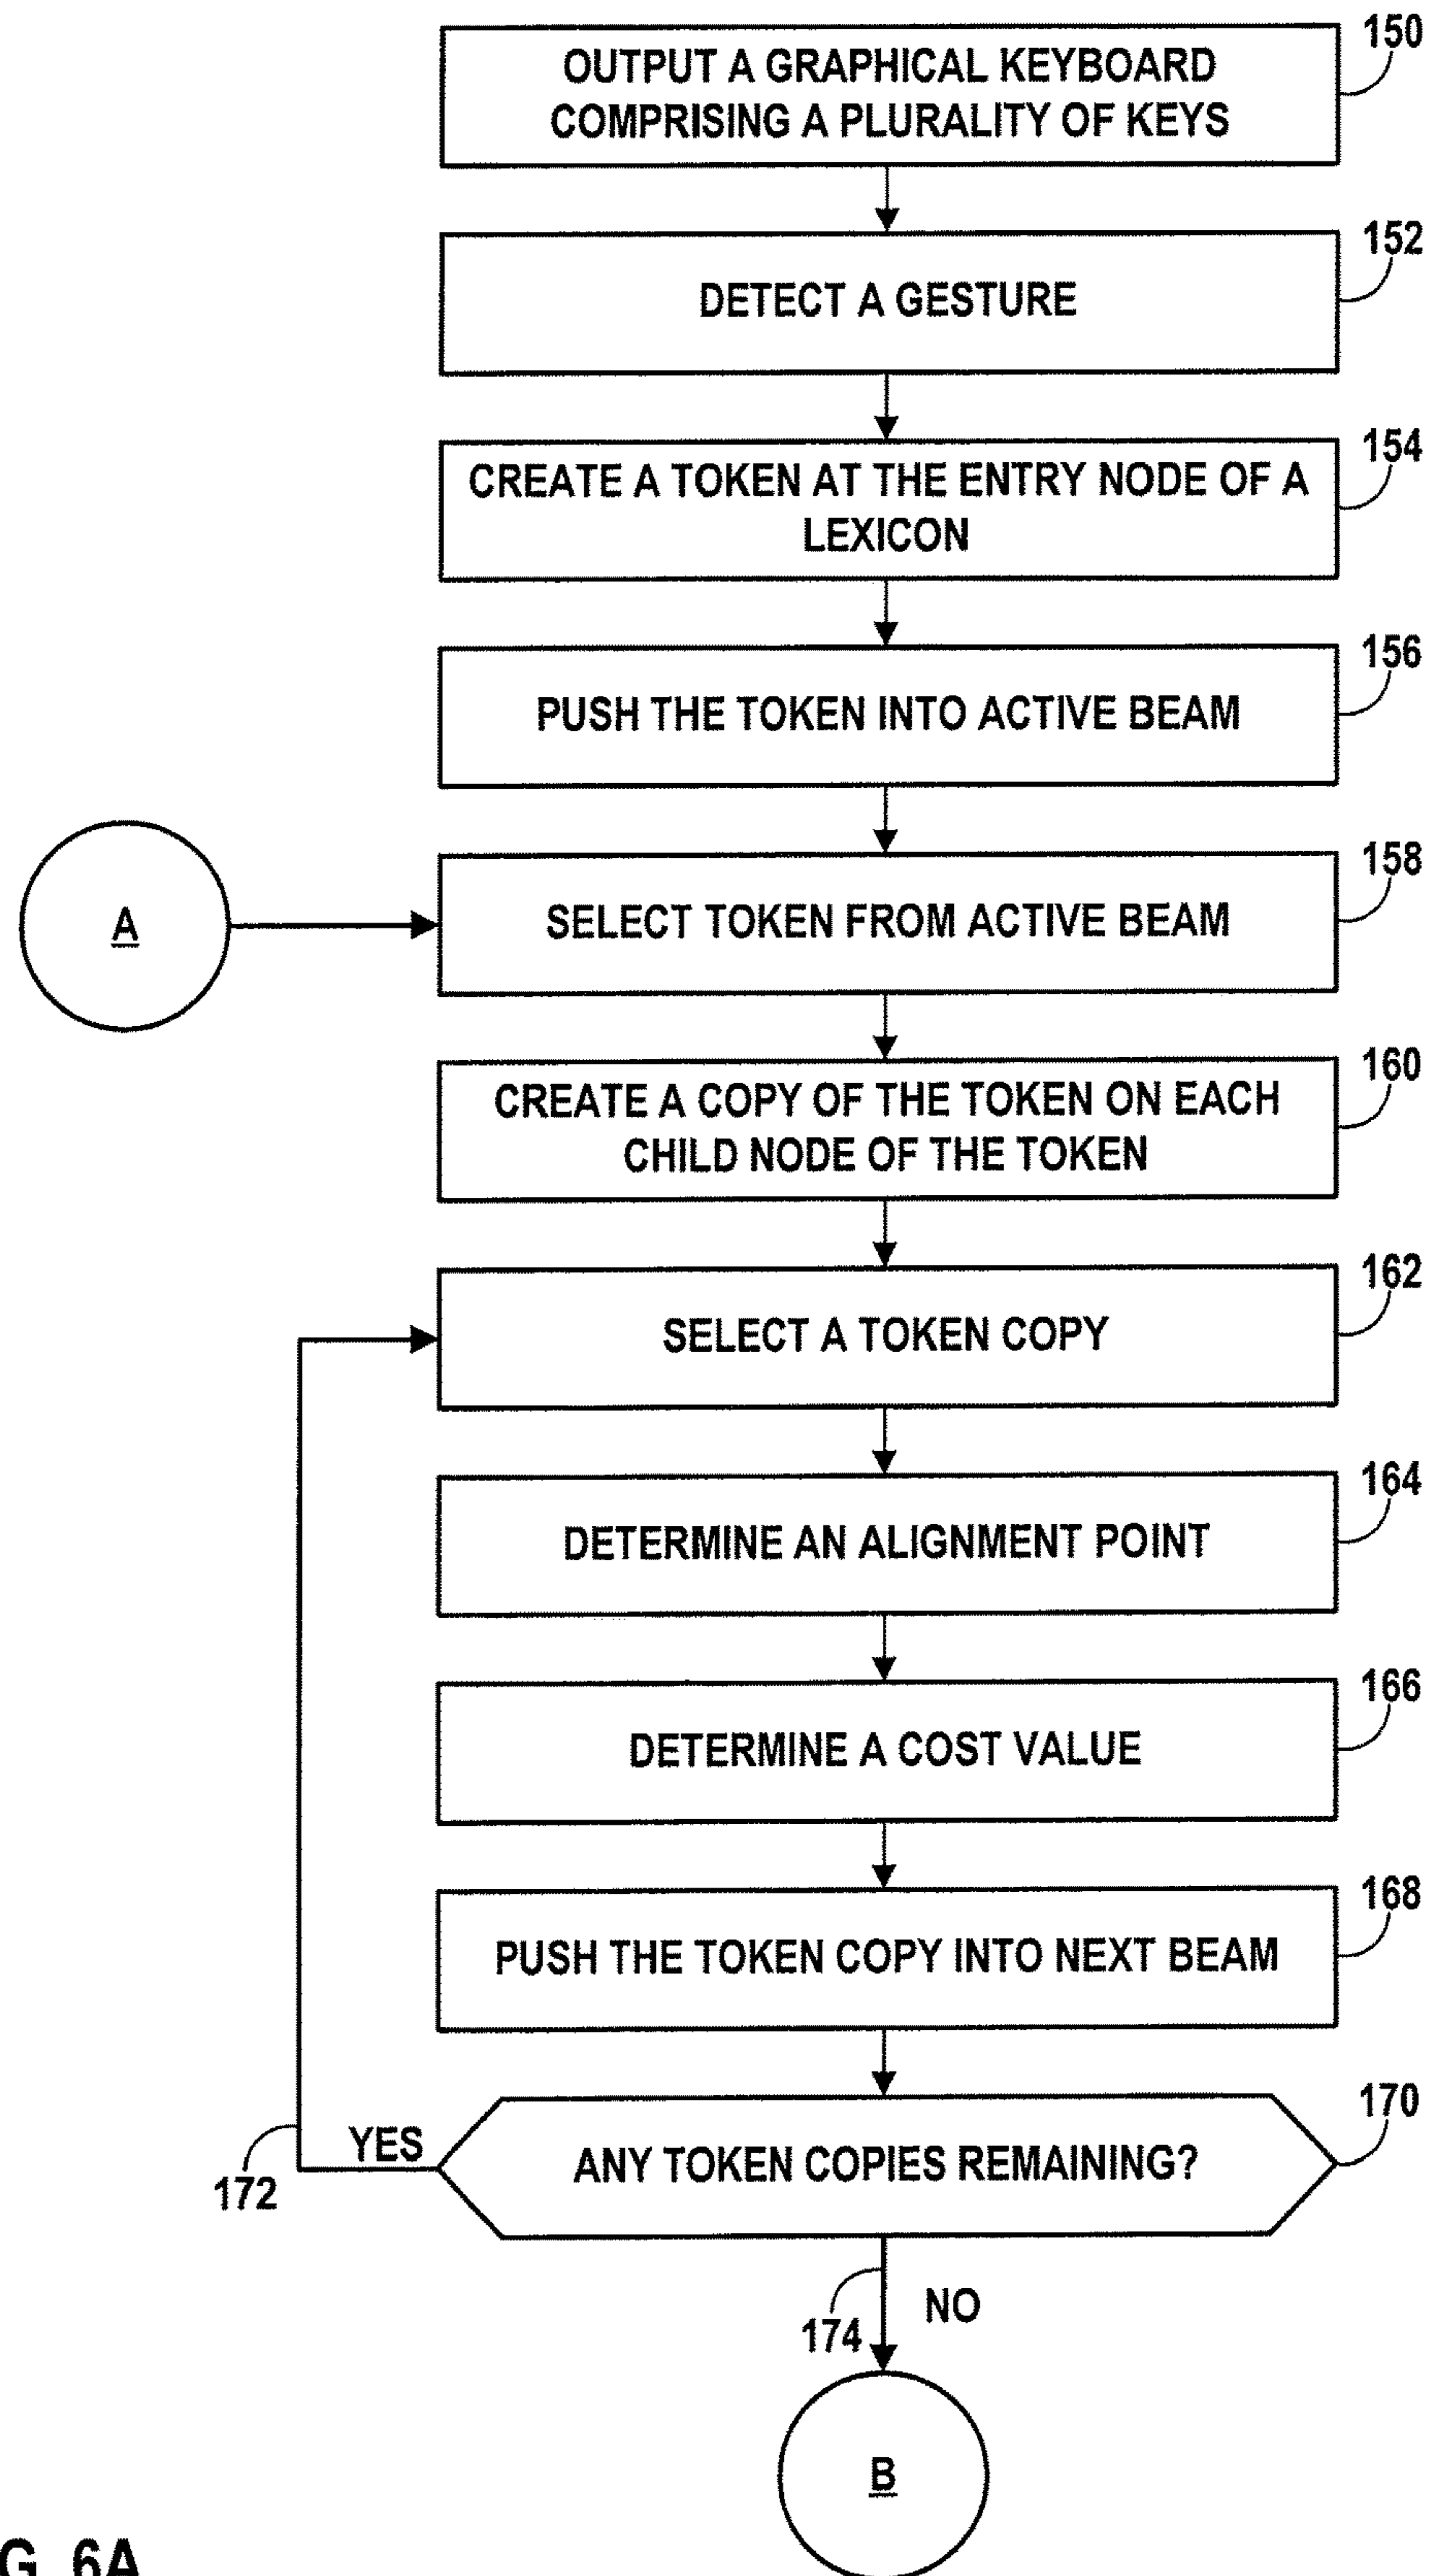 150
OUTPUT A GRAPHICAL KEYBOARD
COMPRISING A PLURALITY OF KEYS
152
DETECT A GESTURE
154
CREATE A TOKEN AT THE ENTRY NODE OF A
LEXICON
156
PUSH THE TOKEN INTO ACTIVE BEAM
158
A
SELECT TOKEN FROM ACTIVE BEAM
160
CREATE A COPY OF THE TOKEN ON EACH
CHILD NODE OF THE TOKEN
162
SELECT A TOKEN COPY
164
DETERMINE AN ALIGNMENT POINT
166
DETERMINE A COST VALUE
168
PUSH THE TOKEN COPY INTO NEXT BEAM
170
YES
ANY TOKEN COPIES REMAINING?
172
NO
174
B
G. 6A